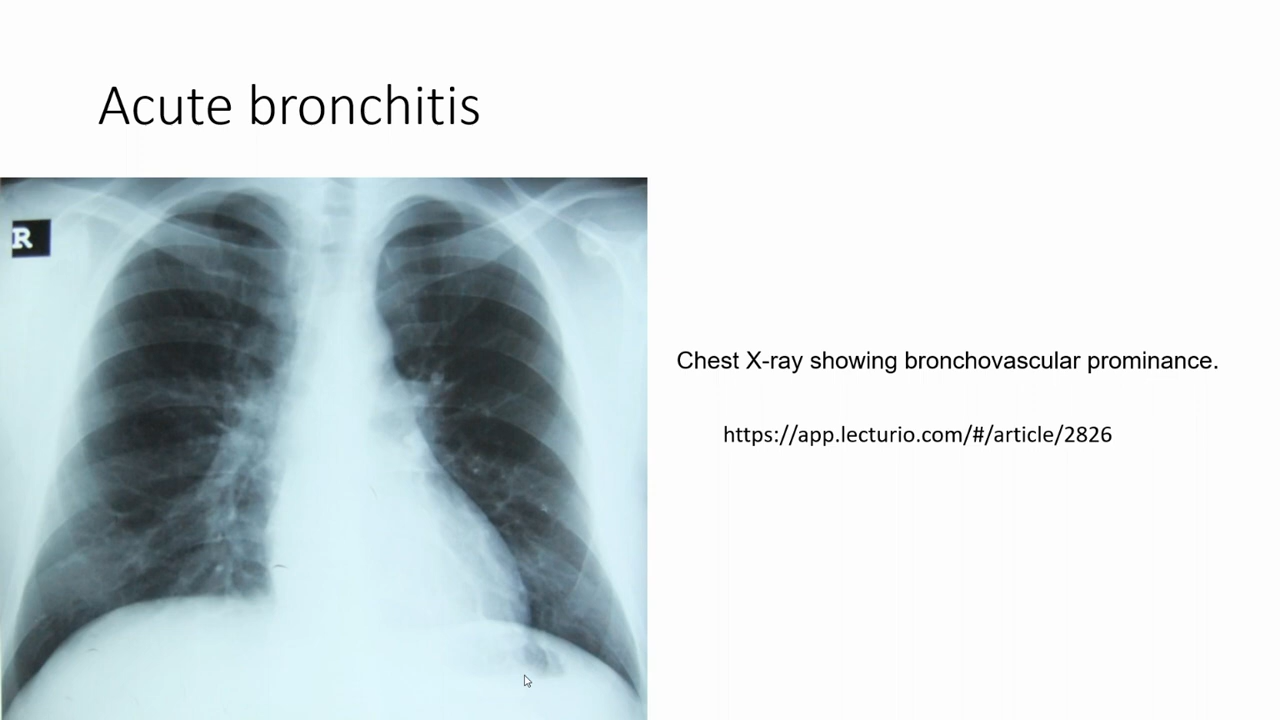 Acute bronchitis
R
Chest X-ray showing bronchovascular prominance.
https://app.lecturio.com/#/article/2826